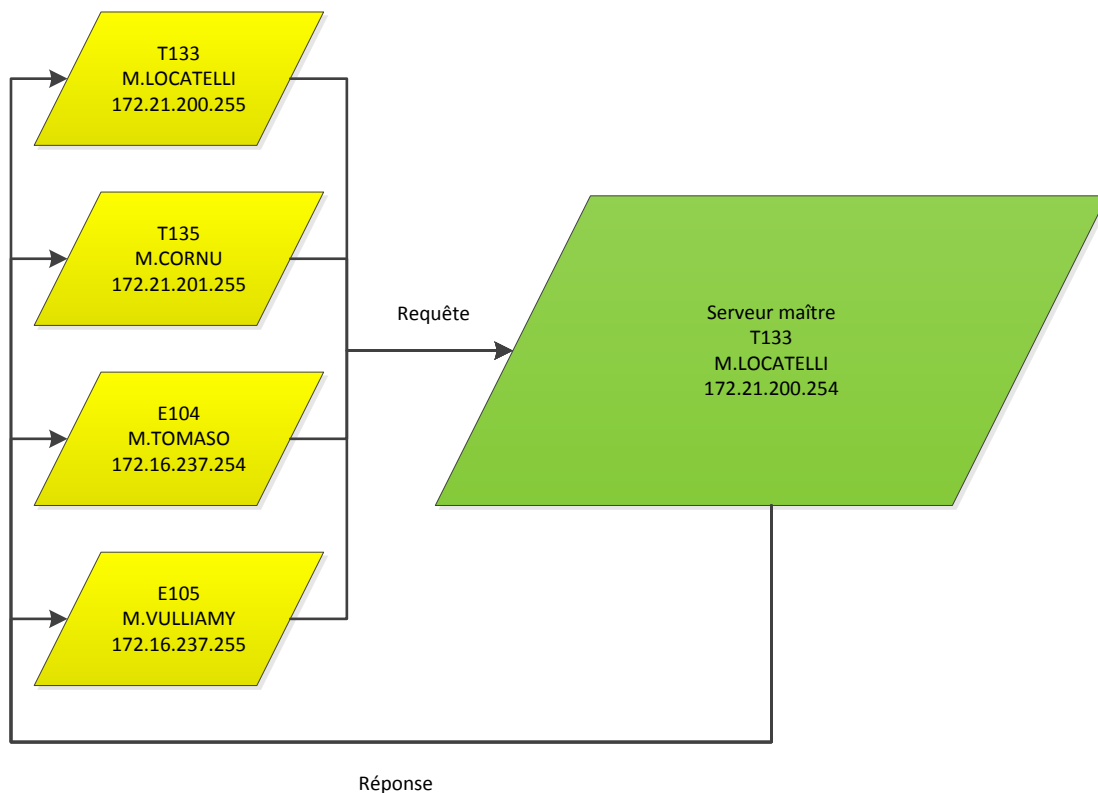 T133
M.LOCATELLI
172.21.200.255
T135
M.CORNU
172.21.201.255
E104
M.TOMASO
172.16.237.254
E105
M.VULLIAMY
172.16.237.255
Requête
Serveur maître
T133
M.LOCATELLI
172.21.200.254
Réponse